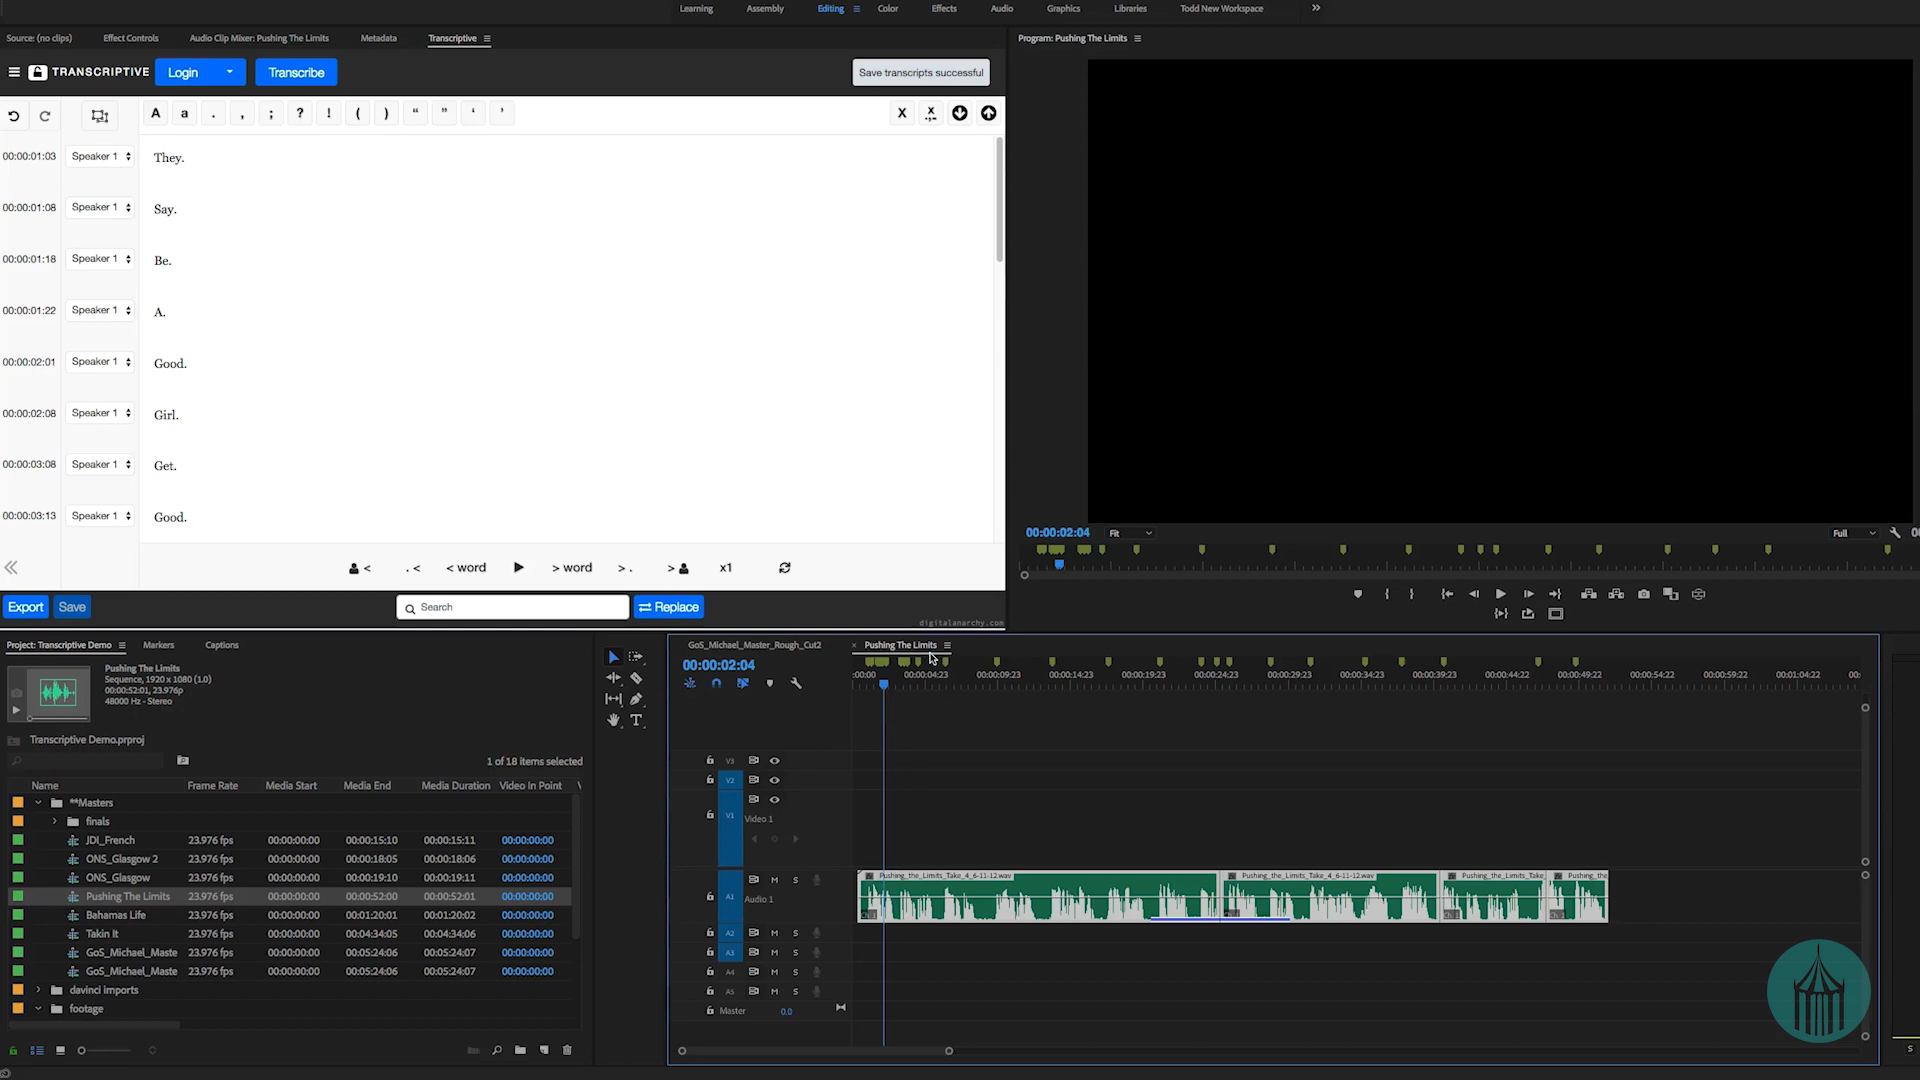 Learning Assembly Editing Color Effects Audio Graphics Libraries Todd New Workspace
Source: (no clips) Effect Controls Audio Clip Mixer: Pushing The Limits Metadata Transcriptive
Program: Pushing The Limits
TRANSCRIPTIVE Login Transcribe Save transcripts successful
A a . , ; ? ! ( ) “ ” ‘ ’ X X
00:00:01:03 Speaker 1 They.
00:00:01:08 Speaker 1 Say.
00:00:01:18 Speaker 1 Be.
00:00:01:22 Speaker 1 A.
00:00:02:01 Speaker 1 Good.
00:00:02:08 Speaker 1 Girl.
00:00:03:08 Speaker 1 Get.
00:00:03:13 Speaker 1 Good.
< . < < word > word > . > x1
Export Save Search Replace
digitalanarchy.com
00:00:02:04 Fit Full
Project: Transcriptive Demo Markers Captions
Pushing The Limits
Sequence, 1920 x 1080 (1.0)
00:00:52:01, 23.976p
48000 Hz - Stereo
Transcriptive Demo.prproj
1 of 18 items selected
Name Frame Rate Media Start Media End Media Duration Video In Point
**Masters
finals
JDI_French 23.976 fps 00:00:00:00 00:00:15:10 00:00:15:11 00:00:00:00
ONS_Glasgow 2 23.976 fps 00:00:00:00 00:00:18:05 00:00:18:06 00:00:00:00
ONS_Glasgow 23.976 fps 00:00:00:00 00:00:19:10 00:00:19:11 00:00:00:00
Pushing The Limits 23.976 fps 00:00:00:00 00:00:52:00 00:00:52:01 00:00:00:00
Bahamas Life 23.976 fps 00:00:00:00 00:01:20:01 00:01:20:02 00:00:00:00
Takin It 23.976 fps 00:00:00:00 00:04:34:05 00:04:34:06 00:00:00:00
GoS_Michael_Maste 23.976 fps 00:00:00:00 00:05:24:06 00:05:24:07 00:00:00:00
GoS_Michael_Maste 23.976 fps 00:00:00:00 00:05:24:06 00:05:24:07 00:00:00:00
davinci imports
footage
GoS_Michael_Master_Rough_Cut2 × Pushing The Limits
00:00:02:04
:00:00 00:00:04:23 00:00:09:23 00:00:14:23 00:00:19:23 00:00:24:23 00:00:29:23 00:00:34:23 00:00:39:23 00:00:44:22 00:00:49:22 00:00:54:22 00:00:59:22 00:01:04:22 00:
V3
V2
V1 Video 1
A1 M S Audio 1
Pushing_the_Limits_Take_4_6-11-12.wav Pushing_the_Limits_Take_4_6-11-12.wav Pushing_the_Limits_Take Pushing_the
Ch. 1 Ch. 1 Ch. 1
A2 M S
A3 M S
A4 M S
A5 M S
Master 0.0
S